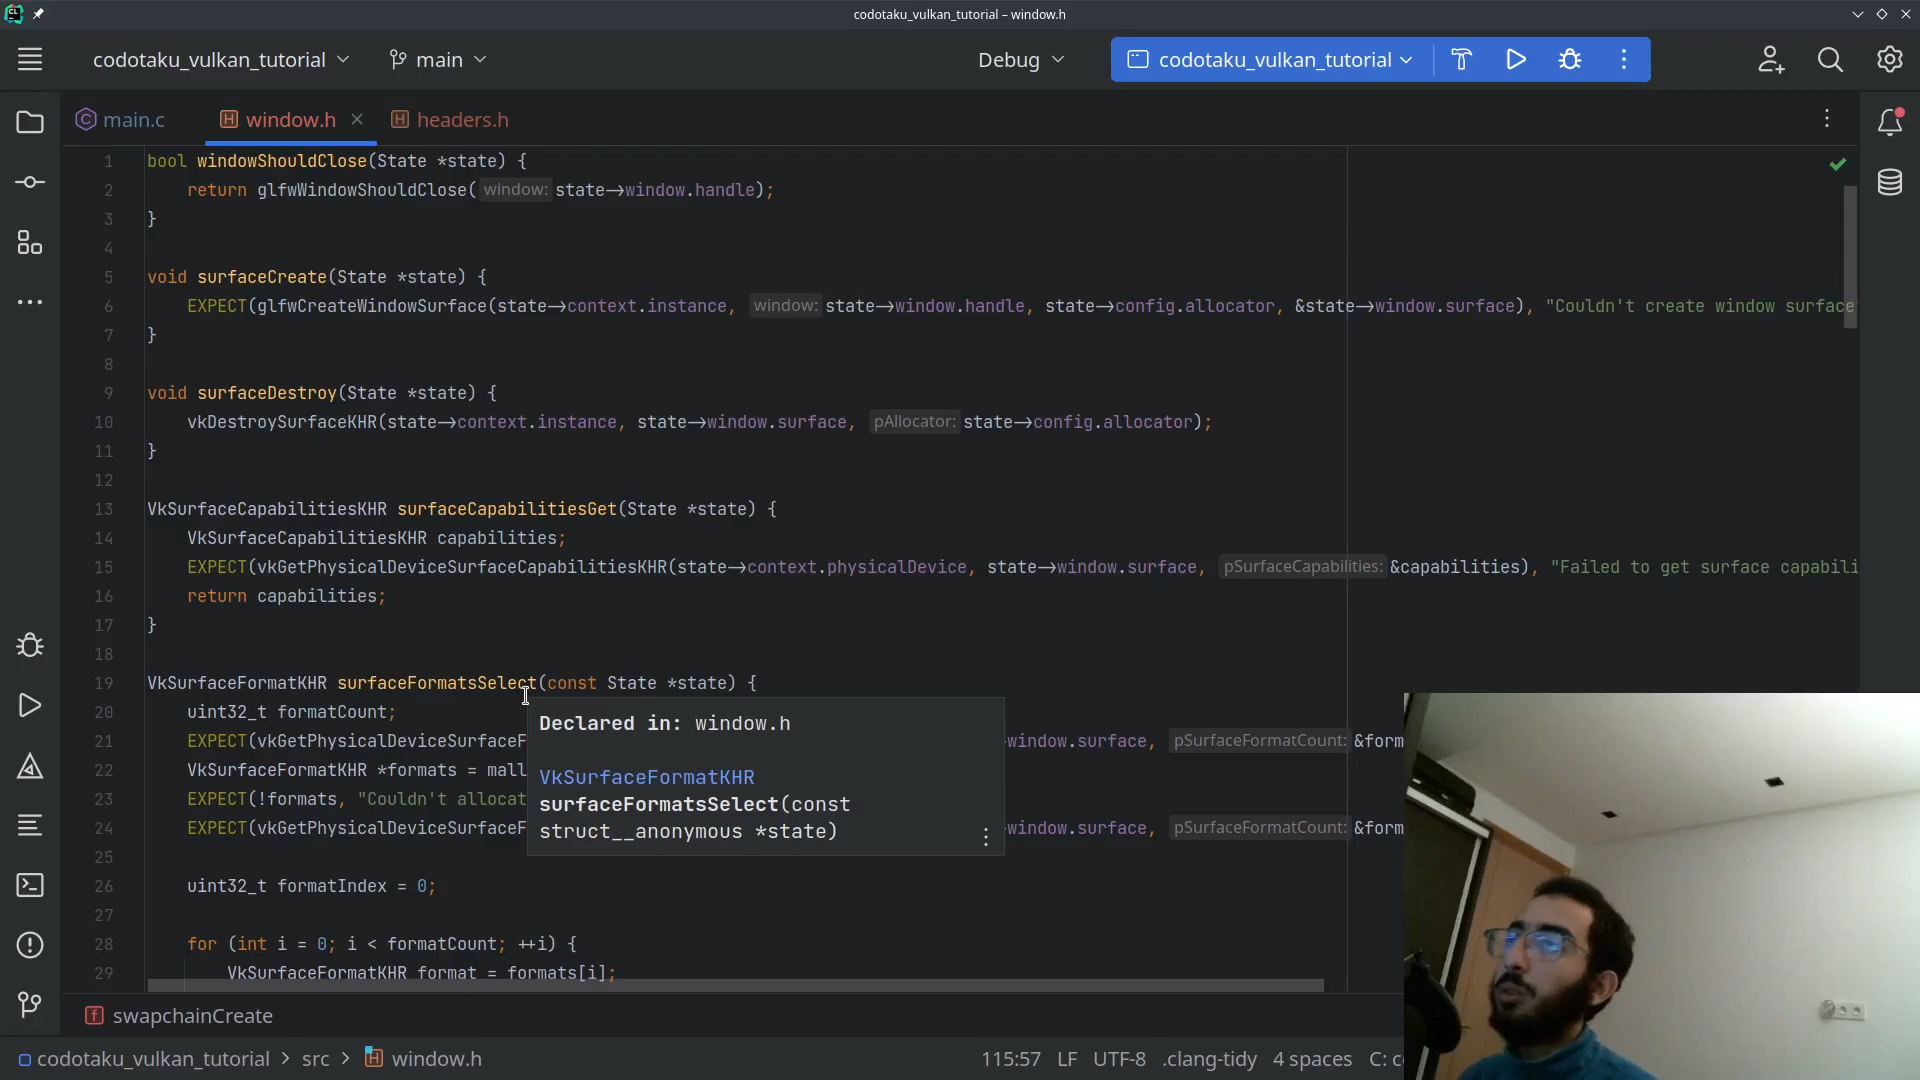 codotaku_vulkan_tutorial – window.h
codotaku_vulkan_tutorial
main
Debug
codotaku_vulkan_tutorial
main.c
window.h
headers.h
1 bool windowShouldClose(State *state) {
2 return glfwWindowShouldClose( window: state->window.handle);
3 }
4
5 void surfaceCreate(State *state) {
6 EXPECT(glfwCreateWindowSurface(state->context.instance, window: state->window.handle, state->config.allocator, &state->window.surface), "Couldn't create window surface
7 }
8
9 void surfaceDestroy(State *state) {
10 vkDestroySurfaceKHR(state->context.instance, state->window.surface, pAllocator: state->config.allocator);
11 }
12
13 VkSurfaceCapabilitiesKHR surfaceCapabilitiesGet(State *state) {
14 VkSurfaceCapabilitiesKHR capabilities;
15 EXPECT(vkGetPhysicalDeviceSurfaceCapabilitiesKHR(state->context.physicalDevice, state->window.surface, pSurfaceCapabilities: &capabilities), "Failed to get surface capabili
16 return capabilities;
17 }
18
19 VkSurfaceFormatKHR surfaceFormatsSelect(const State *state) {
20 uint32_t formatCount;
21 EXPECT(vkGetPhysicalDeviceSurfaceF window.surface, pSurfaceFormatCount: &form
22 VkSurfaceFormatKHR *formats = mall
23 EXPECT(!formats, "Couldn't allocat
24 EXPECT(vkGetPhysicalDeviceSurfaceF window.surface, pSurfaceFormatCount: &form
25
26 uint32_t formatIndex = 0;
27
28 for (int i = 0; i < formatCount; ++i) {
29 VkSurfaceFormatKHR format = formats[i];
Declared in: window.h
VkSurfaceFormatKHR
surfaceFormatsSelect(const
struct__anonymous *state)
swapchainCreate
codotaku_vulkan_tutorial > src > window.h
115:57 LF UTF-8 .clang-tidy 4 spaces C: c